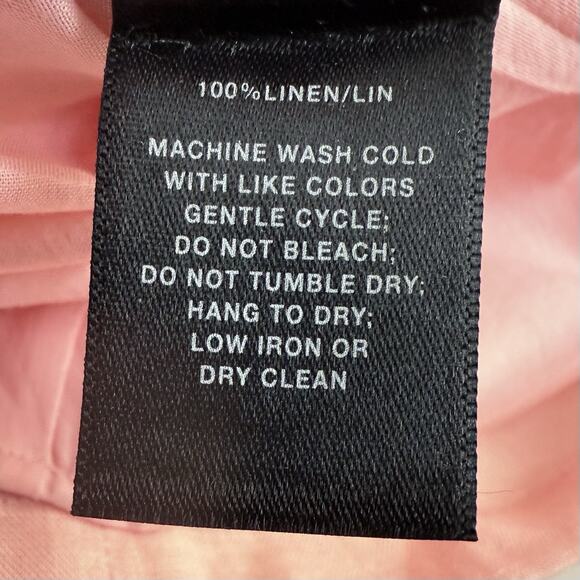 100% LINEN/LIN
MACHINE WASH COLD
WITH LIKE COLORS
GENTLE CYCLE;
DO NOT BLEACH;
DO NOT TUMBLE DRY;
HANG TO DRY;
LOW IRON OR
DRY CLEAN